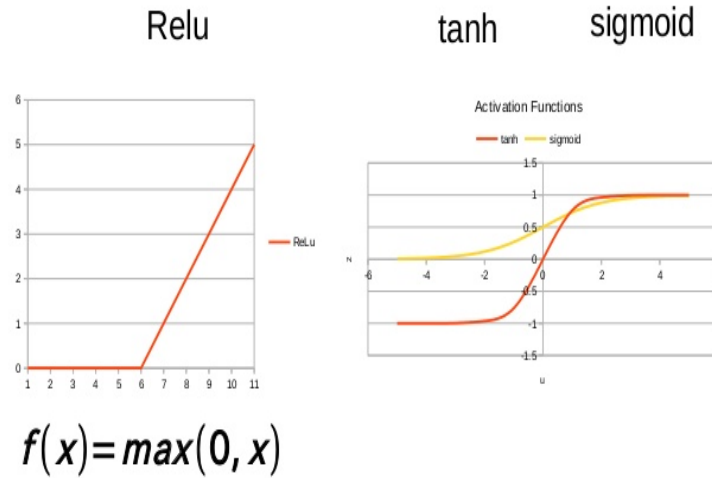 Relu
tanh
sigmoid
6
5
4
3
2
1
0
1 2 3 4 5 6 7 8 9 10 11
ReLu
f(x)=max(0,x)
Activation Functions
tanh sigmoid
1.5
1
0.5
0
-6 -4 -2 0 2 4
-0.5
-1
-1.5
z
u